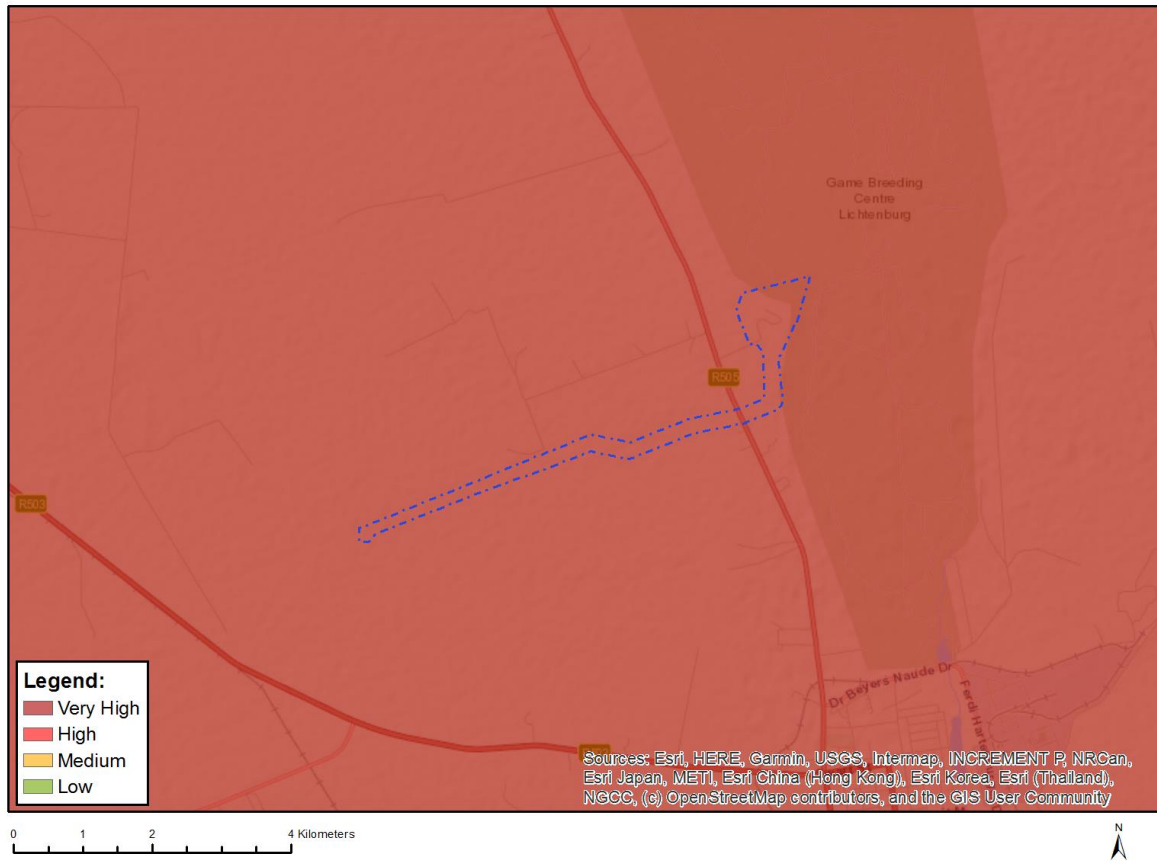 Game Breeding
Centre
Lichtenburg
R505
R503
Dr Beyers Naude Dr
Legend:
Very High
High
Medium
Low
Sources: Esri, HERE, Garmin, USGS, Intermap, INCREMENT P, NRCan,
Esri Japan, METI, Esri China (Hong Kong), Esri Korea, Esri (Thailand),
NGCC, (c) OpenStreetMap contributors, and the GIS User Community
0 1 2 4 Kilometers
N